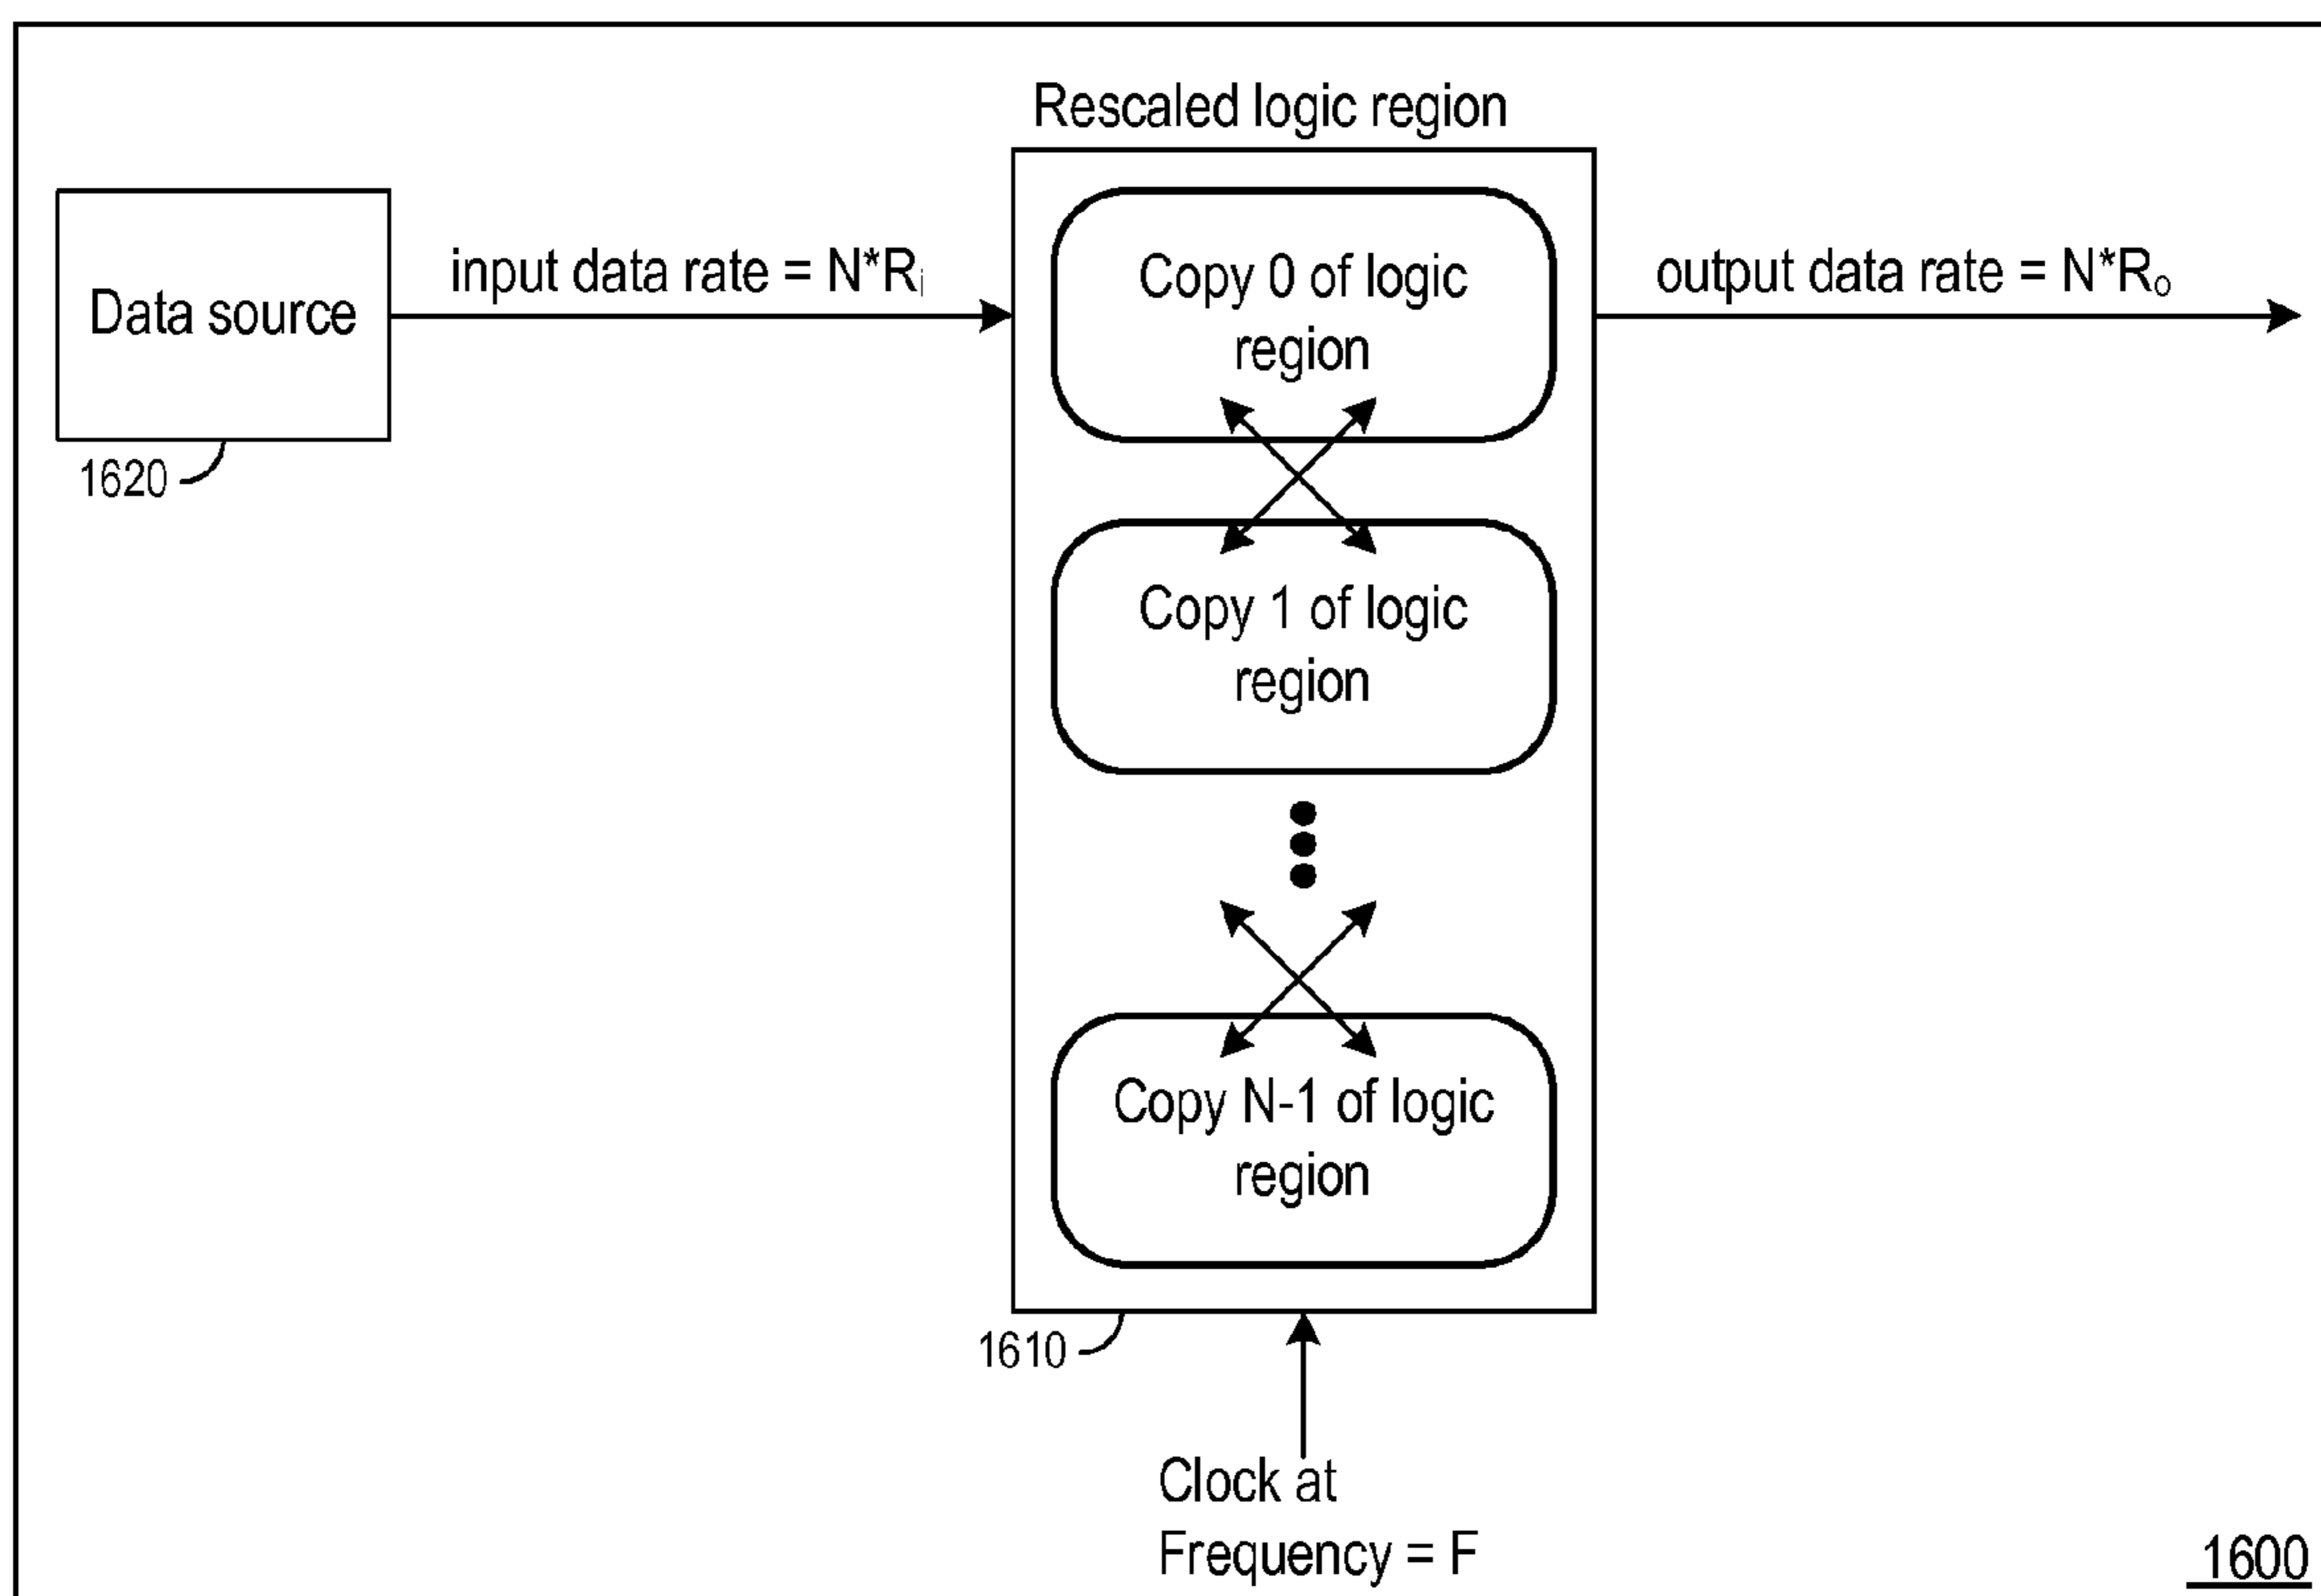 Rescaled logic region
Data source
1620
input data rate = N*Ri
Copy 0 of logic
region
output data rate = N*Ro
Copy 1 of logic
region
Copy N-1 of logic
region
1610
Clock at
Frequency = F
1600